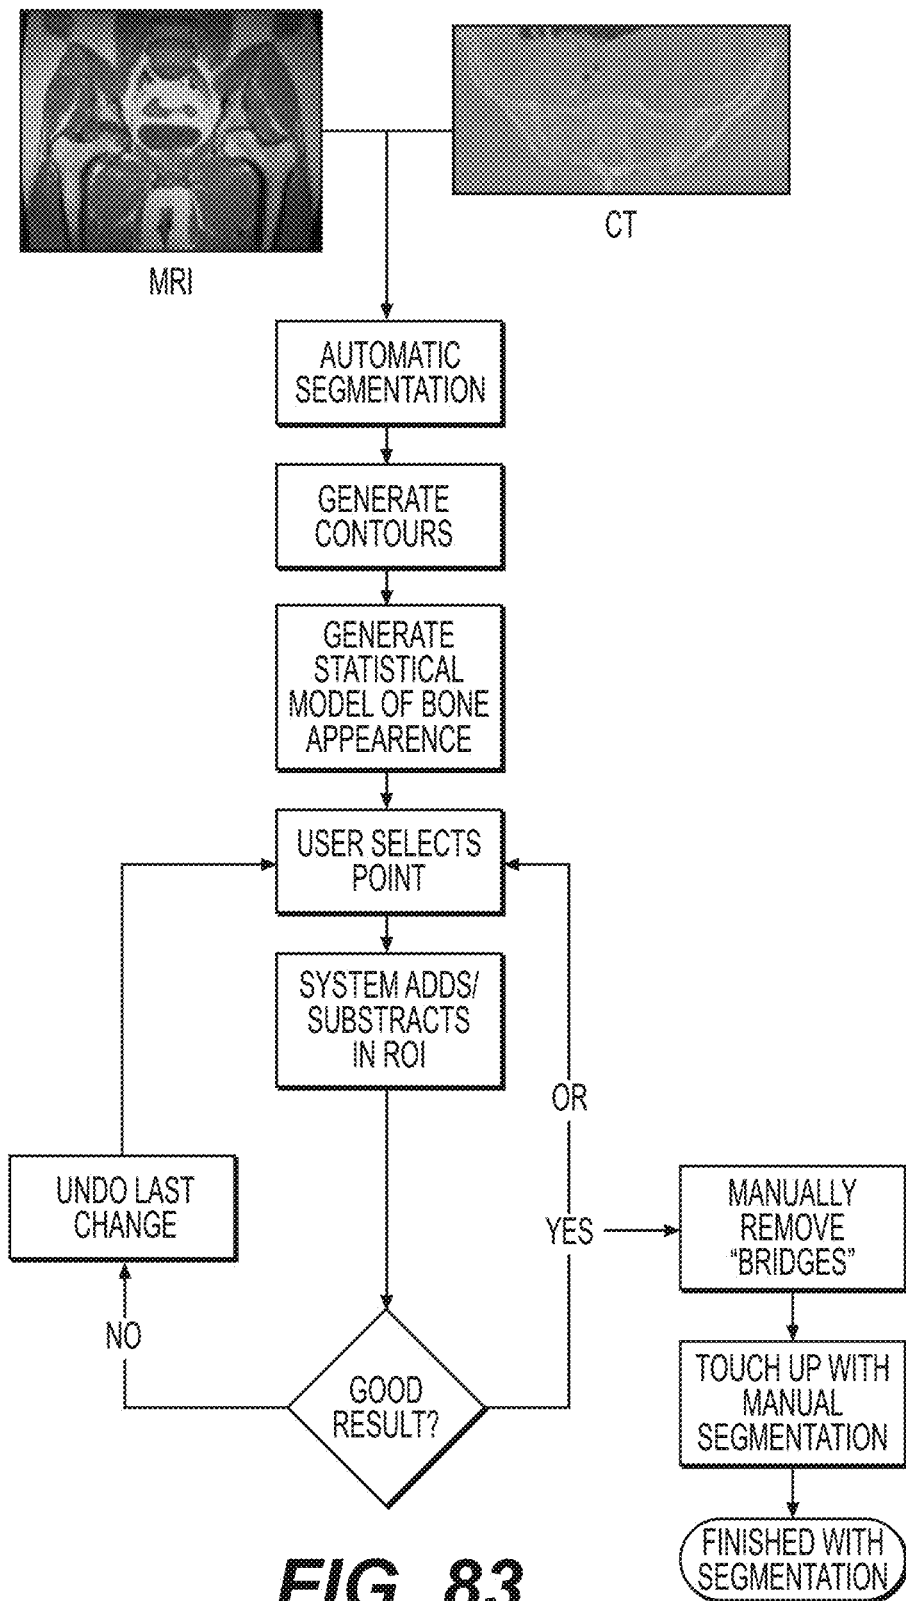 MRI
CT
AUTOMATIC
SEGMENTATION
GENERATE
CONTOURS
GENERATE
STATISTICAL
MODEL OF BONE
APPEARENCE
USER SELECTS
POINT
SYSTEM ADDS/
SUBSTRACTS
IN ROI
OR
UNDO LAST
CHANGE
YES
MANUALLY
REMOVE
“BRIDGES”
NO
GOOD
RESULT?
TOUCH UP WITH
MANUAL
SEGMENTATION
FINISHED WITH
SEGMENTATION
FIG. 83